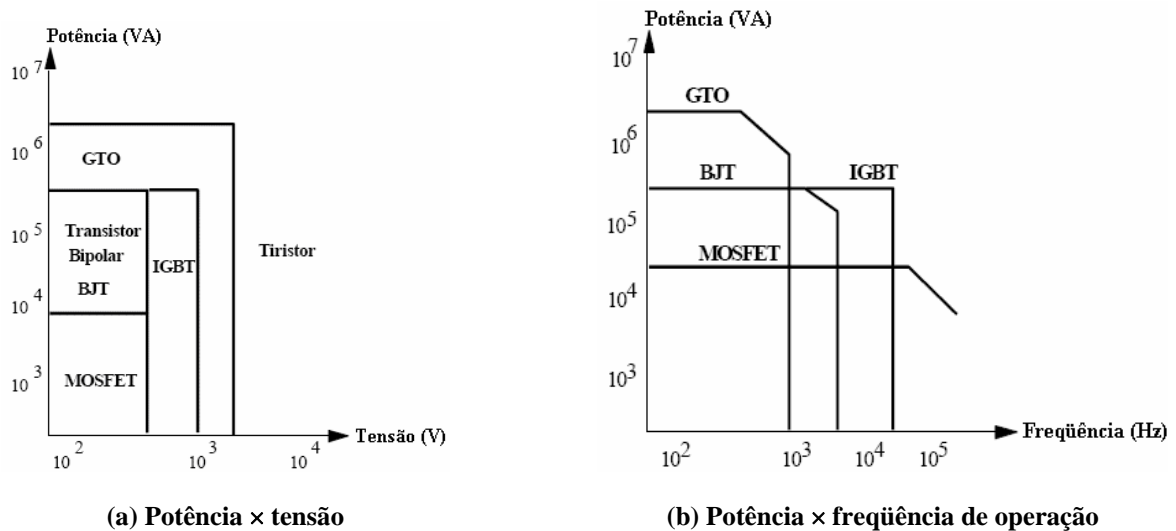 Potência (VA)
10 7
10 6
10 5
10 4
10 3
GTO
Transistor
Bipolar
BJT
IGBT
Tiristor
MOSFET
Tensão (V)
10 2
10 3
10 4
(a) Potência × tensão
Potência (VA)
10 7
10 6
10 5
10 4
10 3
GTO
BJT
IGBT
MOSFET
Freqüência (Hz)
10 2
10 3
10 4
10 5
(b) Potência × freqüência de operação